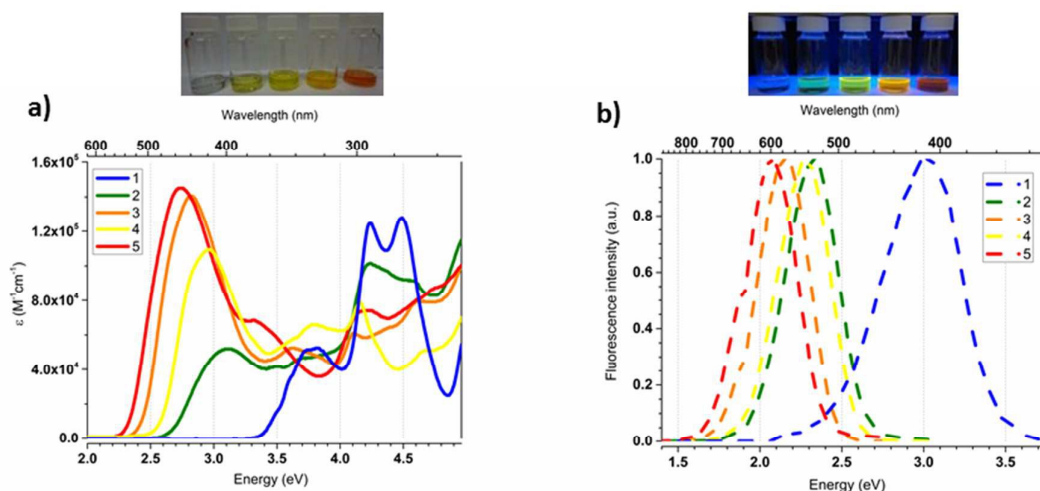 a)
Wavelength (nm)
600 500 400 300
1.6x10⁵
1.2x10⁵
8.0x10⁴
4.0x10⁴
0.0
ε (M⁻¹cm⁻¹)
1
2
3
4
5
2.0 2.5 3.0 3.5 4.0 4.5
Energy (eV)
b)
Wavelength (nm)
800 700 600 500 400
1.0
0.8
0.6
0.4
0.2
0.0
Fluorescence intensity (a.u.)
1
2
3
4
5
1.5 2.0 2.5 3.0 3.5
Energy (eV)